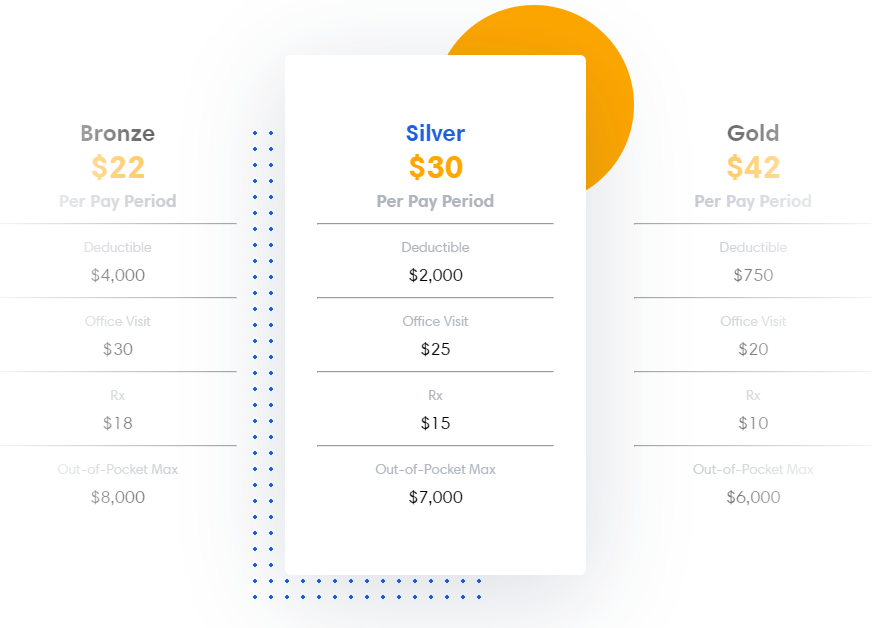 Bronze
$22
Per Pay Period
Deductible
$4,000
Office Visit
$30
Rx
$18
Out-of-Pocket Max
$8,000
Silver
$30
Per Pay Period
Deductible
$2,000
Office Visit
$25
Rx
$15
Out-of-Pocket Max
$7,000
Gold
$42
Per Pay Period
Deductible
$750
Office Visit
$20
Rx
$10
Out-of-Pocket Max
$6,000